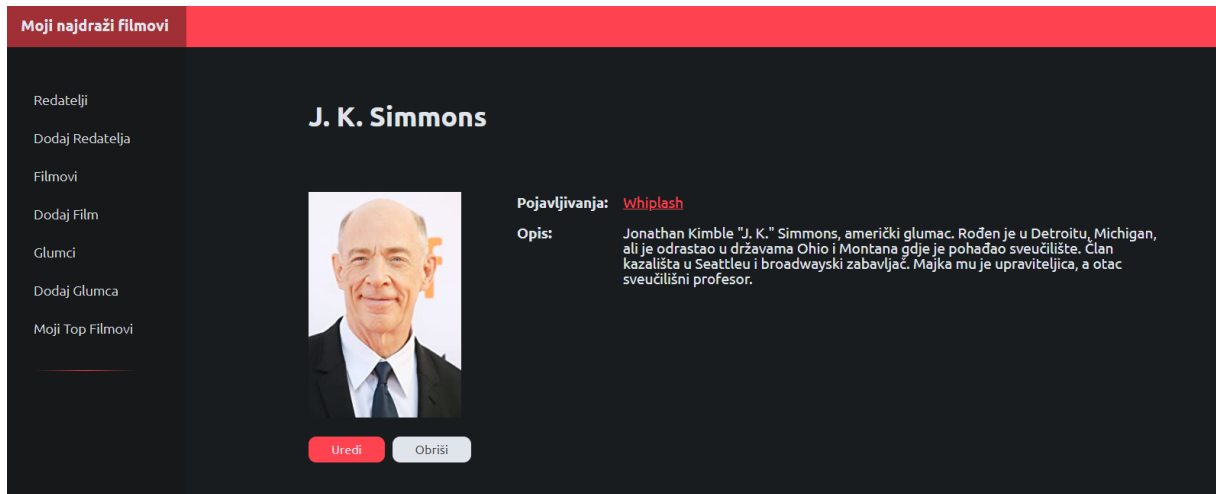 Moji najdraži filmovi
Redatelji
Dodaj Redatelja
Filmovi
Dodaj Film
Glumci
Dodaj Glumca
Moji Top Filmovi
J. K. Simmons
Pojavljivanja: Whiplash
Opis: Jonathan Kimble "J. K." Simmons, američki glumac. Rođen je u Detroitu, Michigan,
ali je odrastao u državama Ohio i Montana gdje je pohađao sveučilište. Član
kazališta u Seattleu i broadwayski zabavljač. Majka mu je upraviteljica, a otac
sveučilišni profesor.
Uredi Obriši